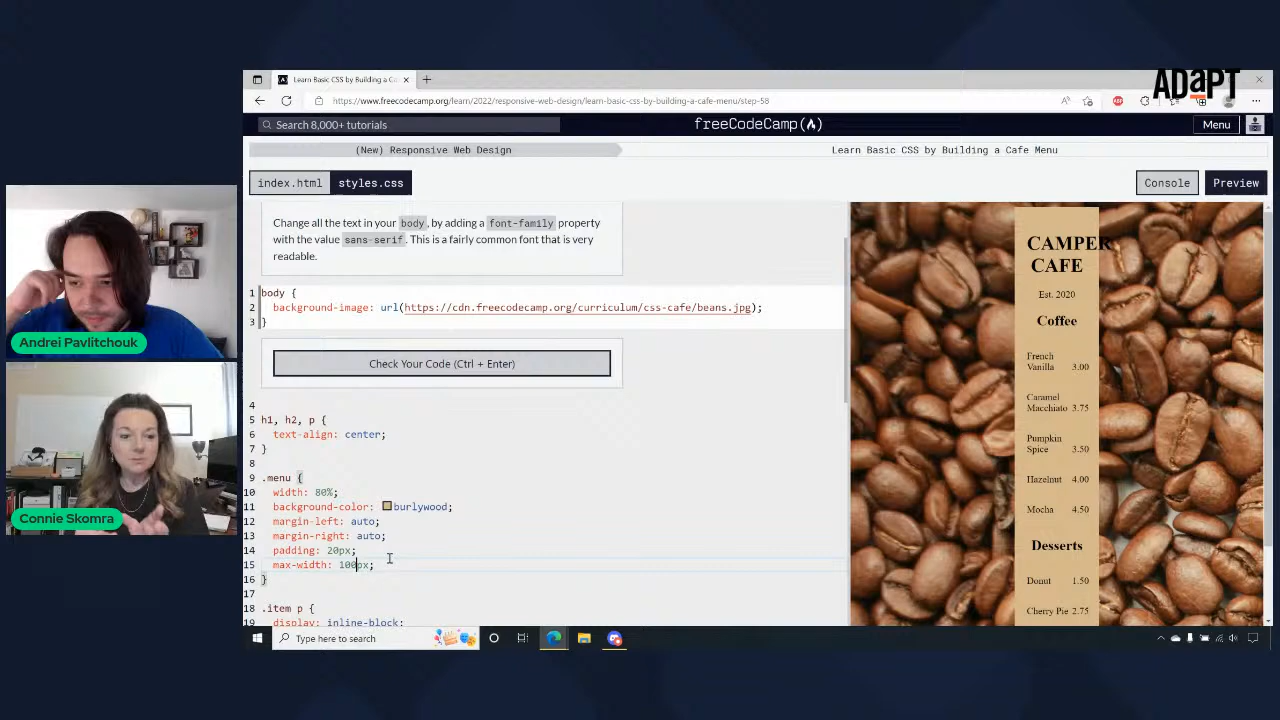 ADAPT
Learn Basic CSS by Building a Ca
https://www.freecodecamp.org/learn/2022/responsive-web-design/learn-basic-css-by-building-a-cafe-menu/step-58
Search 8,000+ tutorials
freeCodeCamp
Menu
(New) Responsive Web Design
Learn Basic CSS by Building a Cafe Menu
index.html
styles.css
Console
Preview
Change all the text in your body, by adding a font-family property
with the value sans-serif. This is a fairly common font that is very
readable.
1 body {
2 background-image: url(https://cdn.freecodecamp.org/curriculum/css-cafe/beans.jpg);
3 }
Check Your Code (Ctrl + Enter)
4
5 h1, h2, p {
6 text-align: center;
7 }
8
9 .menu {
10 width: 80%;
11 background-color: burlywood;
12 margin-left: auto;
13 margin-right: auto;
14 padding: 20px;
15 max-width: 100px;
16 }
17
18 .item p {
19 display: inline-block;
CAMPER
CAFE
Est. 2020
Coffee
French
Vanilla 3.00
Caramel
Macchiato 3.75
Pumpkin
Spice 3.50
Hazelnut 4.00
Mocha 4.50
Desserts
Donut 1.50
Cherry Pie 2.75
Andrei Pavlitchouk
Connie Skomra
Type here to search